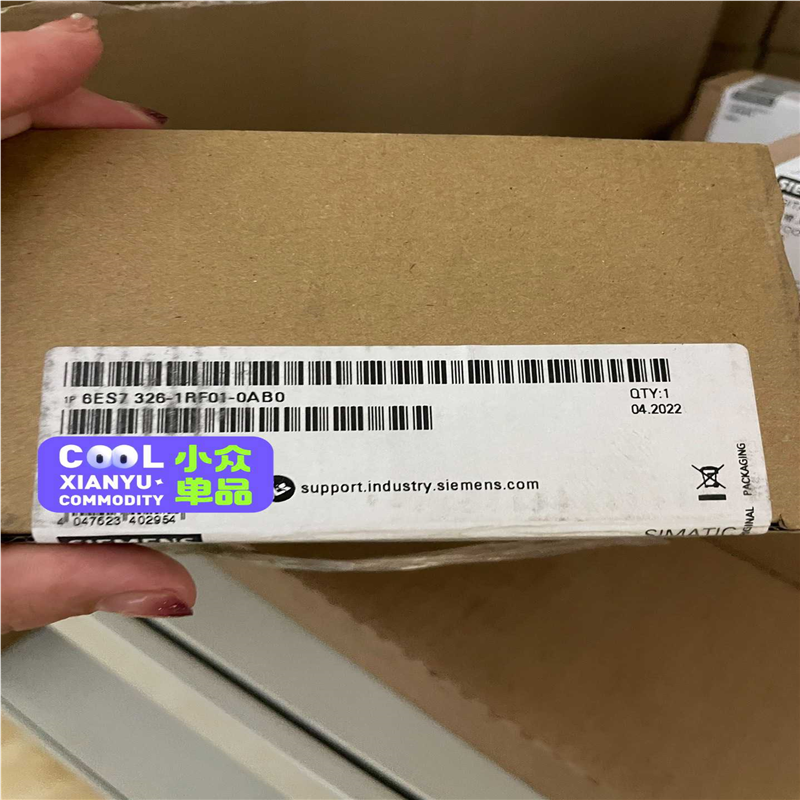 1P 6ES7 326-1RF01-0AB0
QTY:1
04.2022
COOL
XIANYU
COMMODITY
小众
单品
support.industry.siemens.com
4 047623 402954
SIEMENS
SIMATIC
PACKAGING